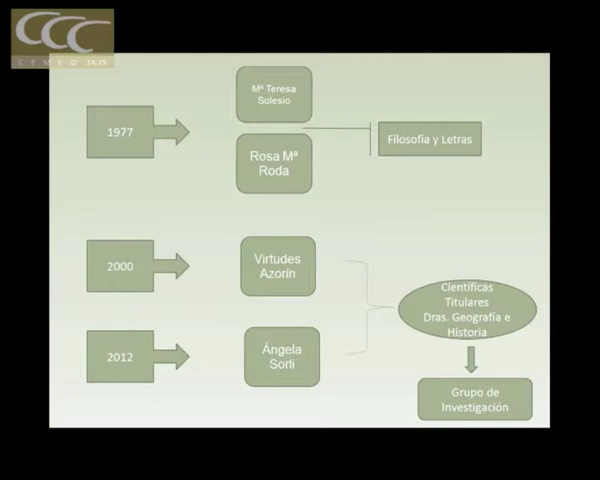 CCC
1977
Mª Teresa
Solesio
Rosa Mª
Roda
Filosofía y Letras
2000
Virtudes
Azorín
2012
Ángela
Sorli
Científicas
Titulares
Dras. Geografía e
Historia
Grupo de
Investigación